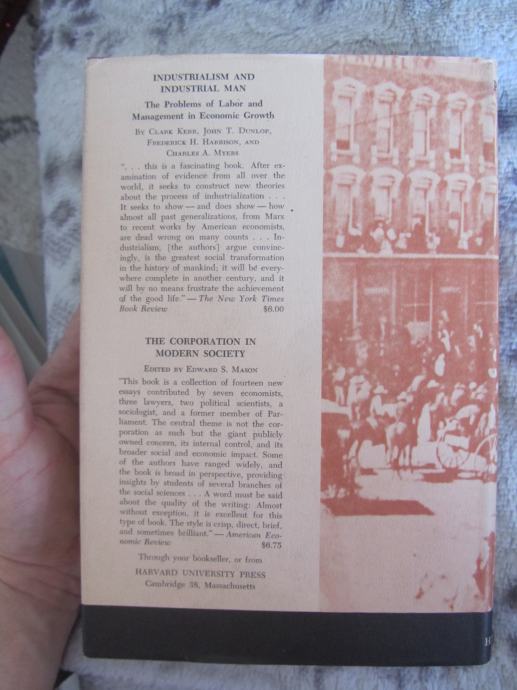 INDUSTRIALISM AND
INDUSTRIAL MAN
The Problems of Labor and
Management in Economic Growth
By Clark Kerr, John T. Dunlop,
Frederick H. Harbison, and
Charles A. Myers
". . . this is a fascinating book. After ex-
amination of evidence from all over the
world, it seeks to construct new theories
about the process of industrialization . . .
It seeks to show — and does show — how
almost all past generalizations, from Marx
to recent works by American economists,
are dead wrong on many counts . . . In-
dustrialism, [the authors] argue convinc-
ingly, is the greatest social transformation
in the history of mankind; it will be every-
where complete in another century, and it
will by no means frustrate the achievement
of the good life." — The New York Times
Book Review $6.00
THE CORPORATION IN
MODERN SOCIETY
Edited by Edward S. Mason
"This book is a collection of fourteen new
essays contributed by seven economists,
three lawyers, two political scientists, a
sociologist, and a former member of Par-
liament. The central theme is not the cor-
poration as such but the giant publicly
owned concern, its internal control, and its
broader social and economic impact. Some
of the authors have ranged widely, and
the book is broad in perspective, providing
insights by students of several branches of
the social sciences . . . A word must be said
about the quality of the writing: Almost
without exception, it is excellent for this
type of book. The style is crisp, direct, brief,
and sometimes brilliant." — American Eco-
nomic Review $6.75
Through your bookseller, or from
HARVARD UNIVERSITY PRESS
Cambridge 38, Massachusetts